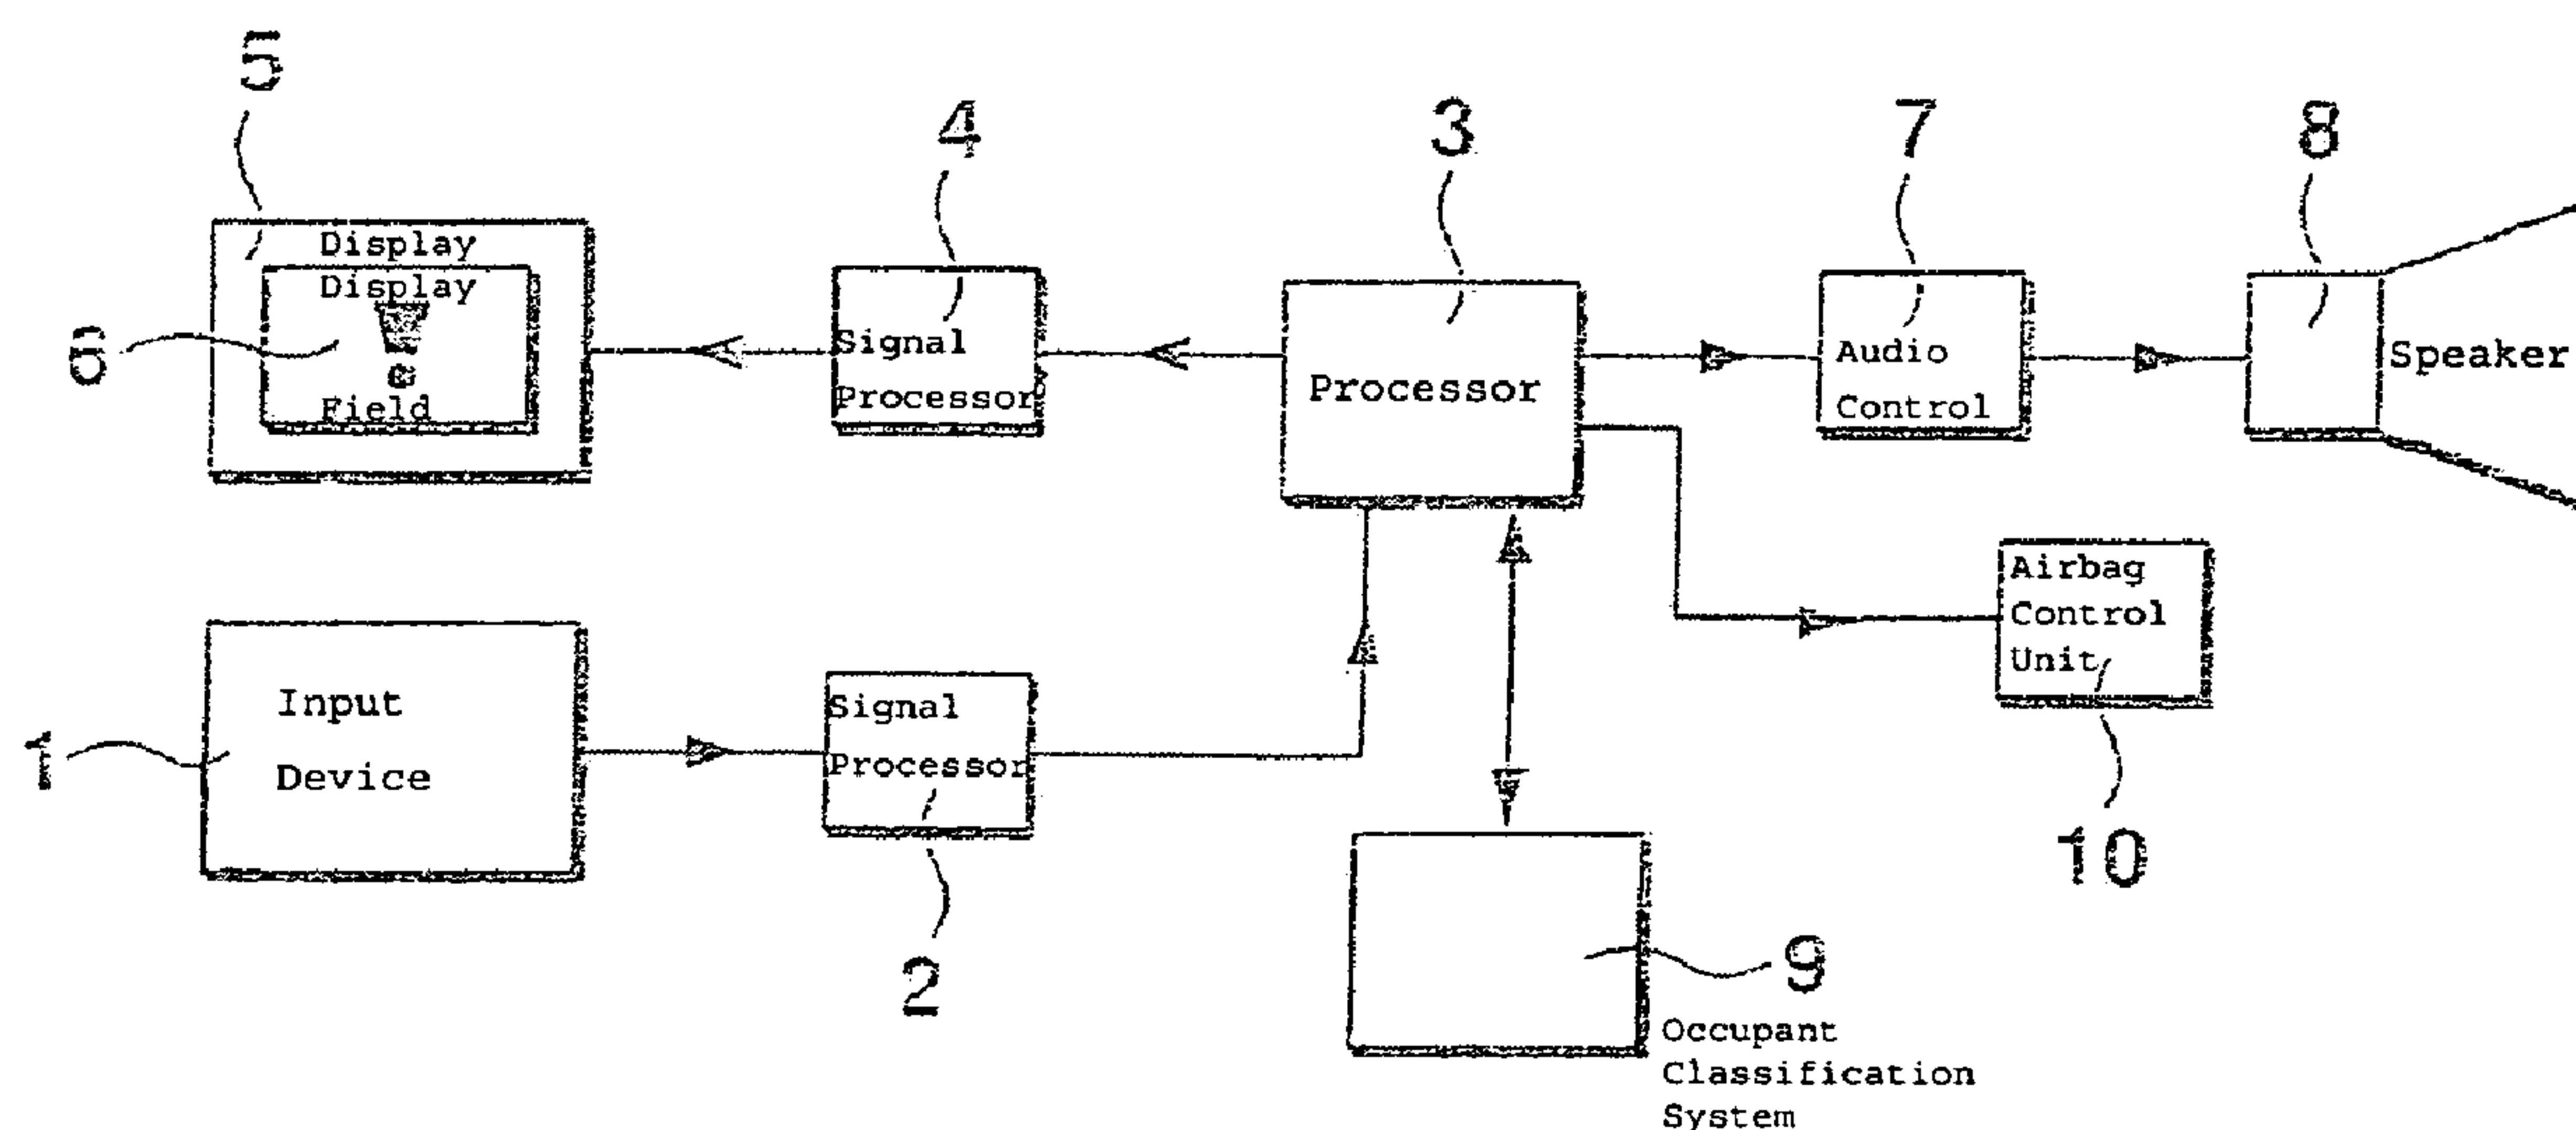 5
4
3
7
8
Display
Display
Field
6
Signal
Processor
Processor
Audio
Control
Speaker
Airbag
Control
Unit
10
1
Input
Device
Signal
Processor
2
9
Occupant
Classification
System